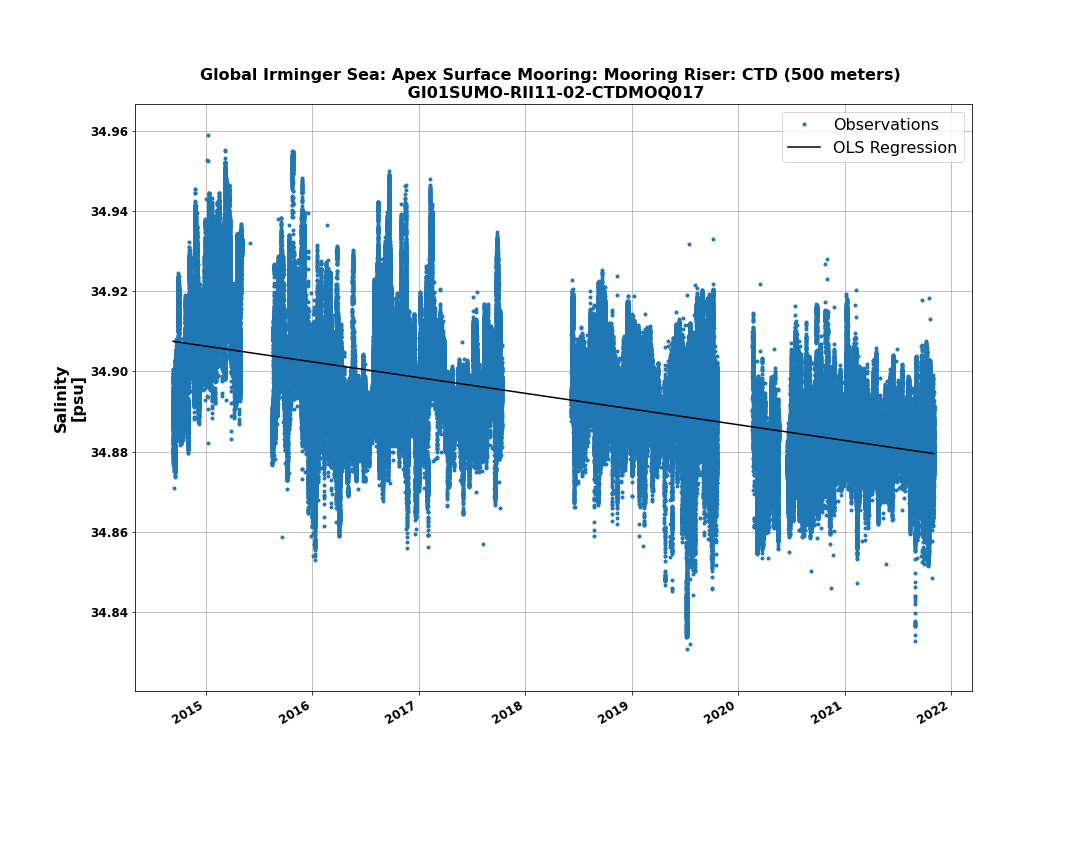 Global Irminger Sea: Apex Surface Mooring: Mooring Riser: CTD (500 meters)
GI01SUMO-RII11-02-CTDMOQ017
Observations
OLS Regression
34.96
34.94
34.92
34.90
34.88
34.86
34.84
Salinity
[psu]
2015
2016
2017
2018
2019
2020
2021
2022